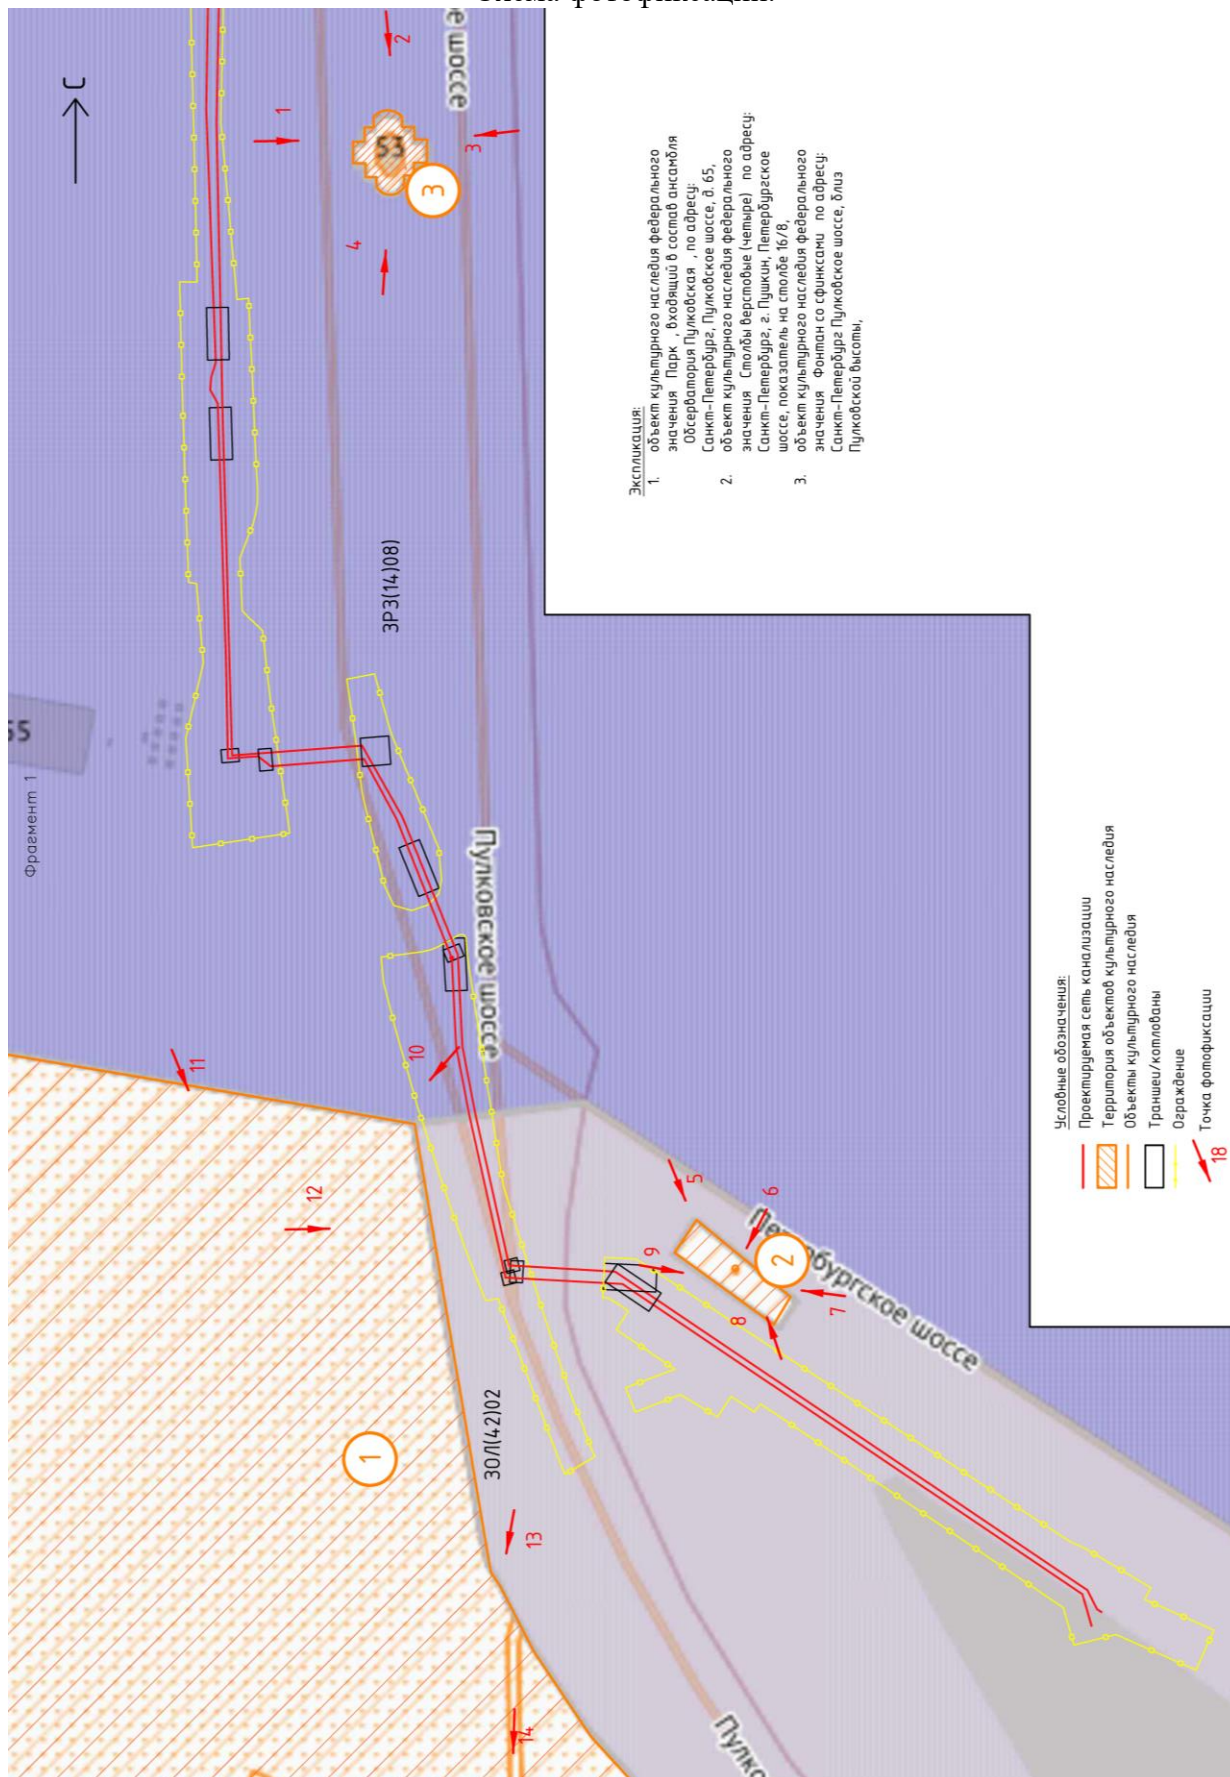 Схема фотофиксации.
Фрагмент 1
С
55
53
1
2
3
4
5
6
7
8
9
10
11
12
13
14
1
2
3
ЗРЗ(14)08)
ЗОЛ(42)02
е шоссе
Пулковское шоссе
Петербургское шоссе
Пулко
Экспликация:
1. объект культурного наследия федерального
значения Парк , входящий в состав ансамбля
Обсерватория Пулковская , по адресу:
Санкт-Петербург, Пулковское шоссе, д. 65,
2. объект культурного наследия федерального
значения Столбы верстовые (четыре) по адресу:
Санкт-Петербург, г. Пушкин, Петербургское
шоссе, показатель на столбе 16/8,
3. объект культурного наследия федерального
значения Фонтан со сфинксами по адресу:
Санкт-Петербург Пулковское шоссе, близ
Пулковской высоты,
Условные обозначения:
Проектируемая сеть канализации
Территория объектов культурного наследия
Объекты культурного наследия
Траншеи/котлованы
Ограждение
Точка фотофиксации
18